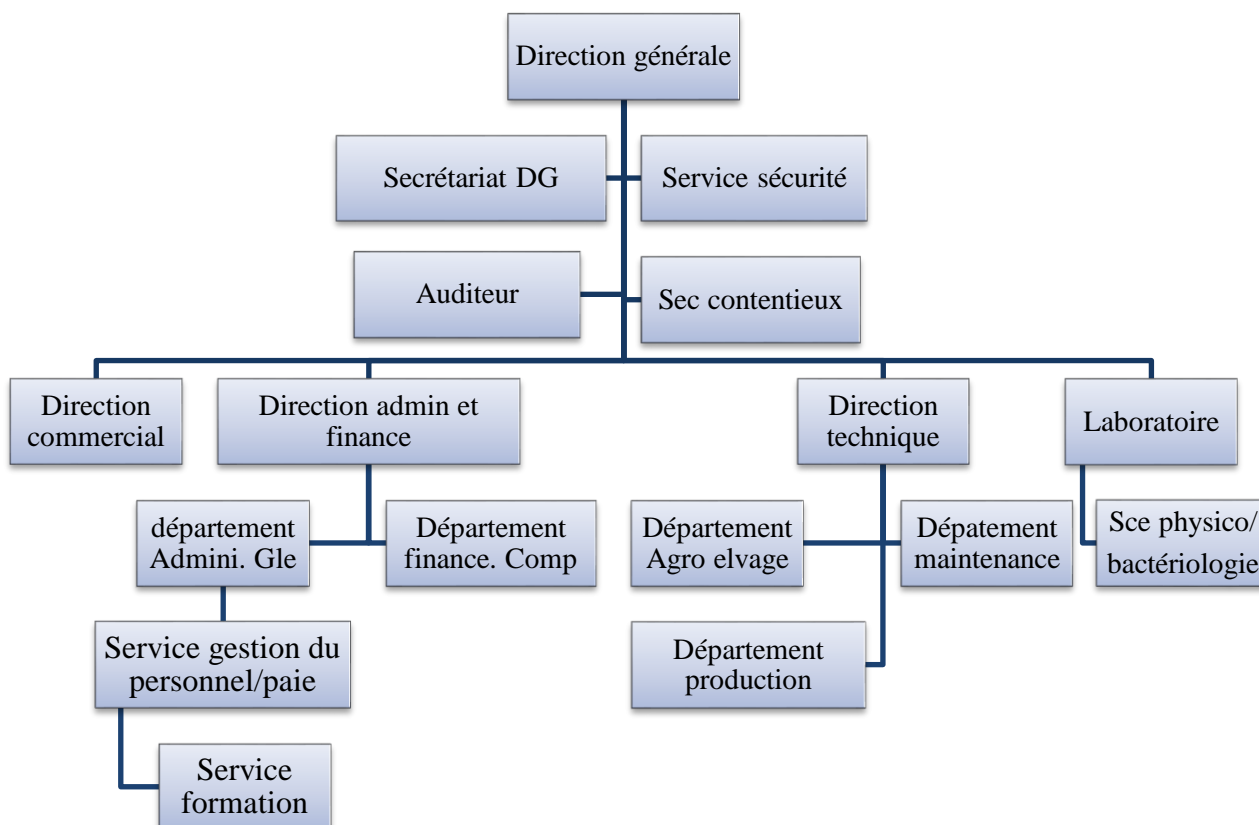 Direction générale
Secrétariat DG
Service sécurité
Auditeur
Sec contentieux
Direction
commercial
Direction admin et
finance
Direction
technique
Laboratoire
département
Admini. Gle
Département
finance. Comp
Département
Agro elvage
Dépatement
maintenance
Sce physico/
bactériologie
Service gestion du
personnel/paie
Département
production
Service
formation